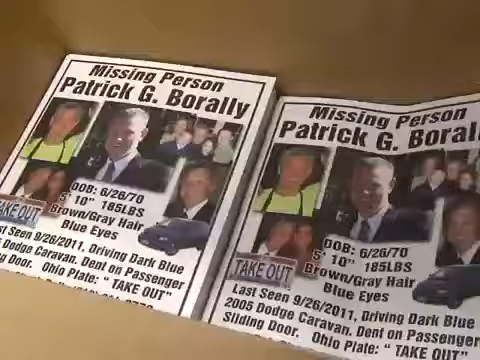 Missing Person
Patrick G. Borally
DOB: 6/26/70
5' 10" 185LBS
Brown/Gray Hair
Blue Eyes
TAKE OUT
Last Seen 9/26/2011, Driving Dark Blue
Dodge Caravan. Dent on Passenger
Door. Ohio Plate: " TAKE OUT"
Missing Person
Patrick G.
DOB: 6/26/70
5' 10" 185LBS
Brown/Gray Hair
Blue Eyes
TAKE OUT
Last Seen 9/26/2011, Driving Dark Blue
2005 Dodge Caravan. Dent on Passenger
Sliding Door. Ohio Plate: " TAKE OUT"